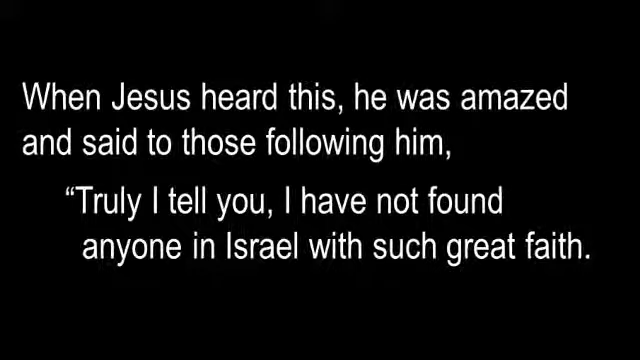 When Jesus heard this, he was amazed
and said to those following him,
“Truly I tell you, I have not found
anyone in Israel with such great faith.